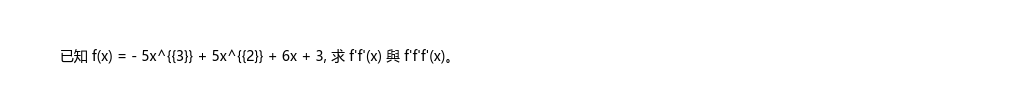 已知 f(x) = - 5x^{{3}} + 5x^{{2}} + 6x + 3, 求 f'f'(x) 與 f'f'f'(x)。